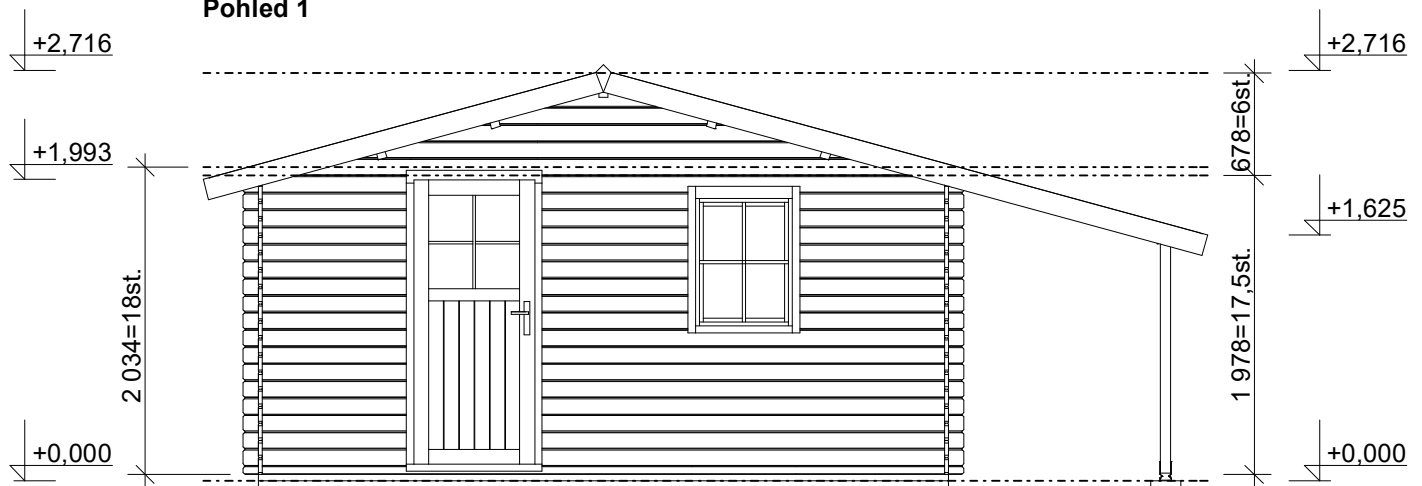 Pohled 1
+2,716
+2,716
+1,993
678=6st.
+1,625
2 034=18st.
1 978=17,5st.
+0,000
+0,000